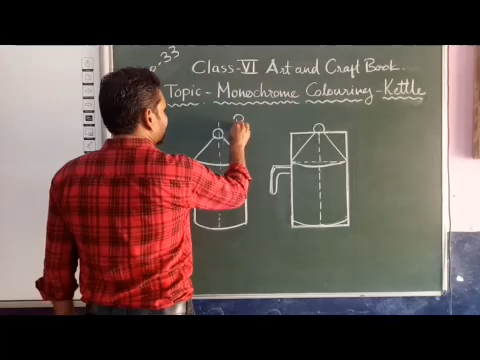 P. 33
Class-VI Art and Craft Book.
Topic - Monochrome Colouring - Kettle